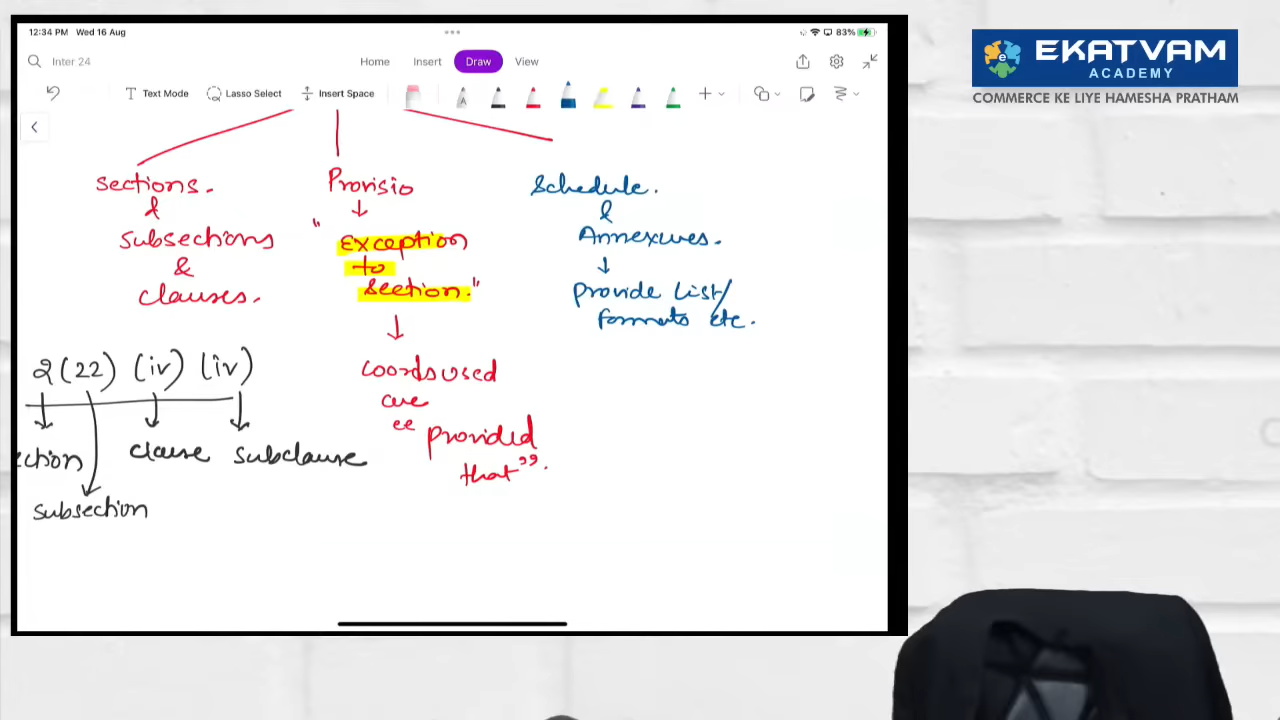 12:34 PM Wed 16 Aug
83%
Inter 24
Home Insert Draw View
Text Mode Lasso Select Insert Space
EKATVAM
ACADEMY
COMMERCE KE LIYE HAMESHA PRATHAM
Sections.
&
Subsections
&
clauses.
2 (22) (iv) (iv)
ection
clause
subclause
subsection
Provisio
"Exception
to
section."
words used
are
"provided
that".
Schedule.
&
Annexures.
provide List/
formats etc.